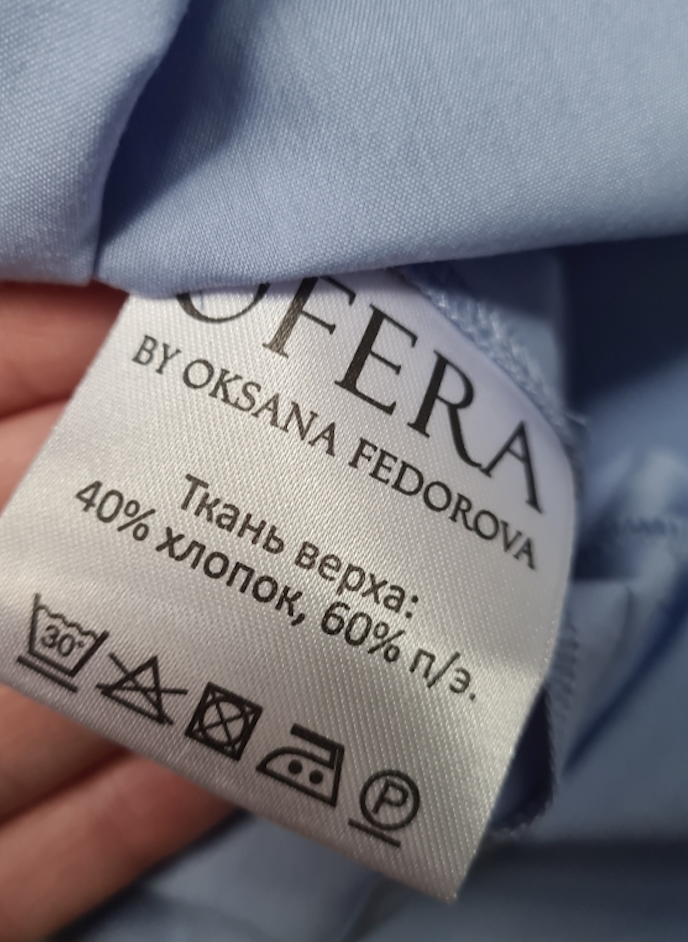 OFERA
BY OKSANA FEDOROVA
Ткань верха:
40% хлопок, 60% п/э.
30°
P